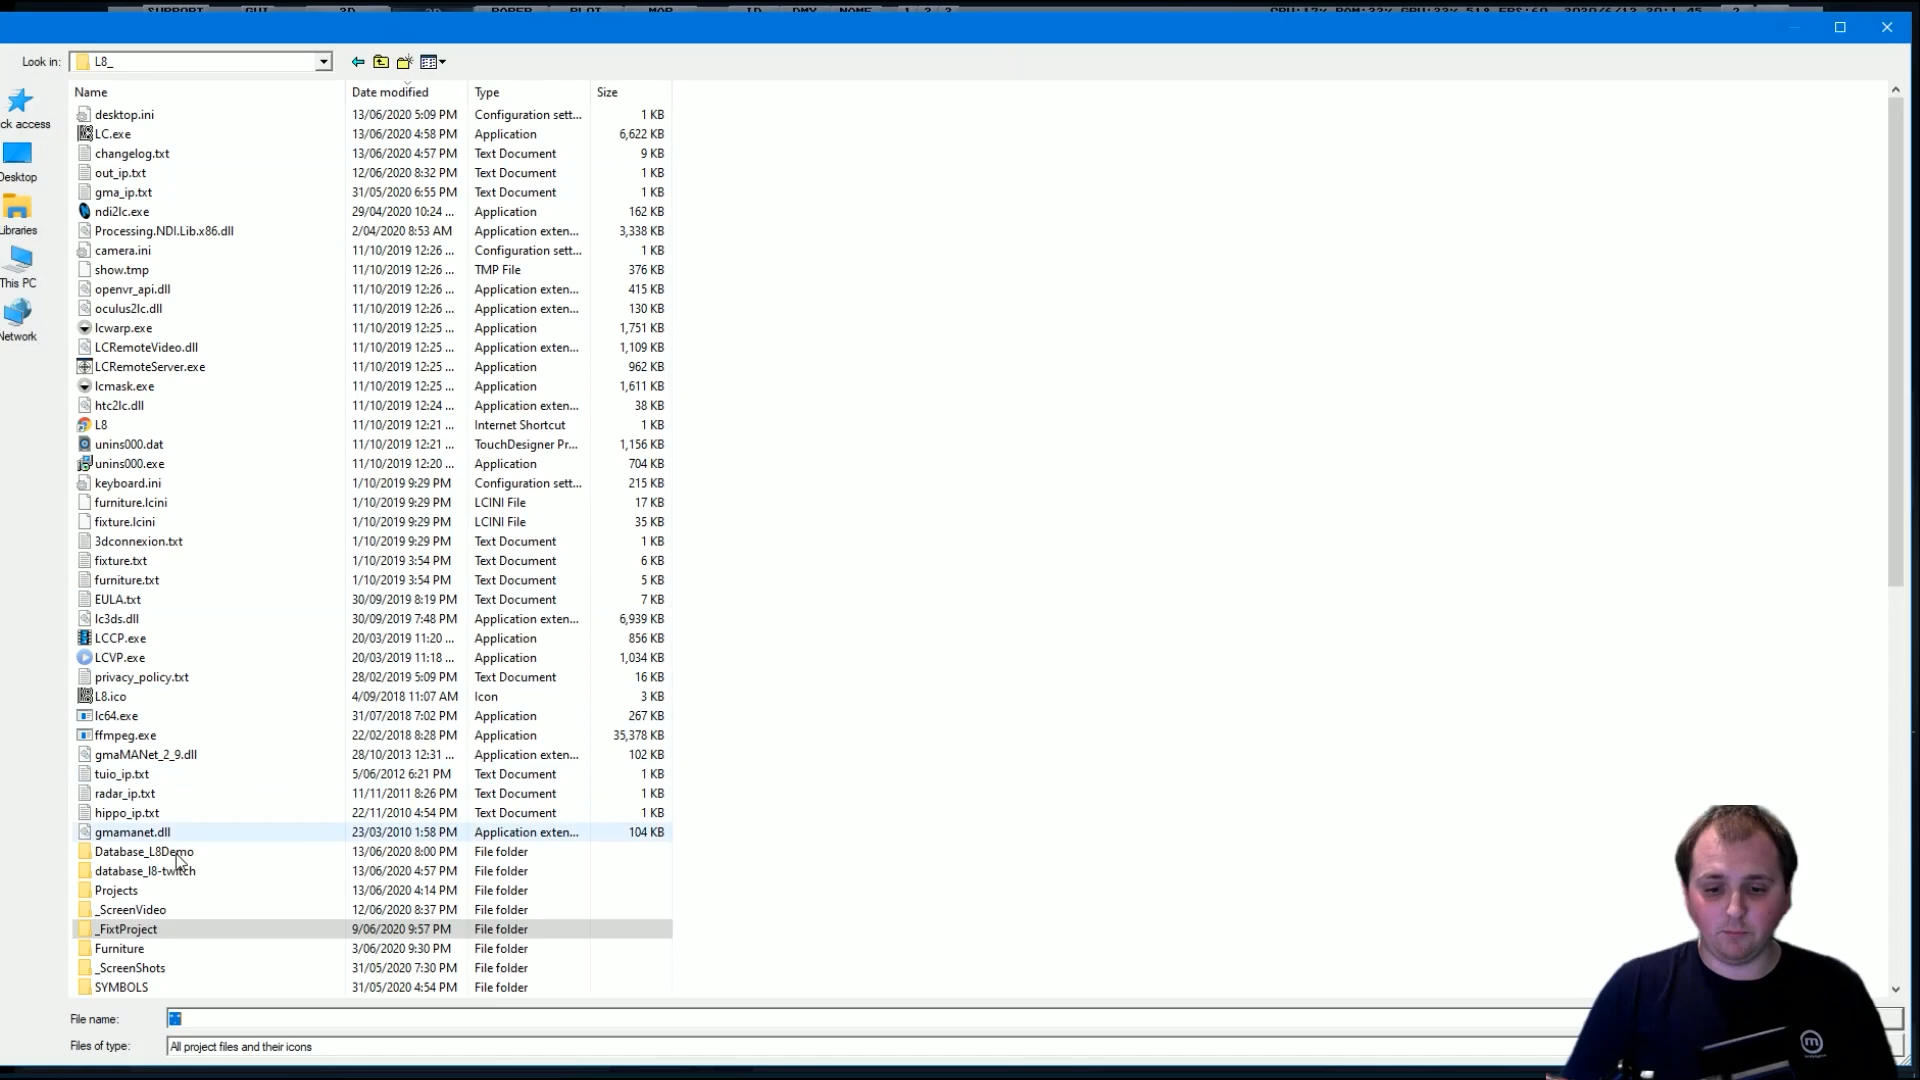 SUPPORT GUI 3D 2D PAPER PLOT MAP ID DMX NAME 1 2 3
Look in: L8_
Name Date modified Type Size
desktop.ini 13/06/2020 5:09 PM Configuration sett... 1 KB
LC.exe 13/06/2020 4:58 PM Application 6,622 KB
changelog.txt 13/06/2020 4:57 PM Text Document 9 KB
out_ip.txt 12/06/2020 8:32 PM Text Document 1 KB
gma_ip.txt 31/05/2020 6:55 PM Text Document 1 KB
ndi2lc.exe 29/04/2020 10:24 ... Application 162 KB
Processing.NDI.Lib.x86.dll 2/04/2020 8:53 AM Application exten... 3,338 KB
camera.ini 11/10/2019 12:26 ... Configuration sett... 1 KB
show.tmp 11/10/2019 12:26 ... TMP File 376 KB
openvr_api.dll 11/10/2019 12:26 ... Application exten... 415 KB
oculus2lc.dll 11/10/2019 12:26 ... Application exten... 130 KB
lcwarp.exe 11/10/2019 12:25 ... Application 1,751 KB
LCRemoteVideo.dll 11/10/2019 12:25 ... Application exten... 1,109 KB
LCRemoteServer.exe 11/10/2019 12:25 ... Application 962 KB
lcmask.exe 11/10/2019 12:25 ... Application 1,611 KB
htc2lc.dll 11/10/2019 12:24 ... Application exten... 38 KB
L8 11/10/2019 12:21 ... Internet Shortcut 1 KB
unins000.dat 11/10/2019 12:21 ... TouchDesigner Pr... 1,156 KB
unins000.exe 11/10/2019 12:20 ... Application 704 KB
keyboard.ini 1/10/2019 9:29 PM Configuration sett... 215 KB
furniture.lcini 1/10/2019 9:29 PM LCINI File 17 KB
fixture.lcini 1/10/2019 9:29 PM LCINI File 35 KB
3dconnexion.txt 1/10/2019 9:29 PM Text Document 1 KB
fixture.txt 1/10/2019 3:54 PM Text Document 6 KB
furniture.txt 1/10/2019 3:54 PM Text Document 5 KB
EULA.txt 30/09/2019 8:19 PM Text Document 7 KB
lc3ds.dll 30/09/2019 7:48 PM Application exten... 6,939 KB
LCCP.exe 20/03/2019 11:20 ... Application 856 KB
LCVP.exe 20/03/2019 11:18 ... Application 1,034 KB
privacy_policy.txt 28/02/2019 5:09 PM Text Document 16 KB
L8.ico 4/09/2018 11:07 AM Icon 3 KB
lc64.exe 31/07/2018 7:02 PM Application 267 KB
ffmpeg.exe 22/02/2018 8:28 PM Application 35,378 KB
gmaMANet_2_9.dll 28/10/2013 12:31 ... Application exten... 102 KB
tuio_ip.txt 5/06/2012 6:21 PM Text Document 1 KB
radar_ip.txt 11/11/2011 8:26 PM Text Document 1 KB
hippo_ip.txt 22/11/2010 4:54 PM Text Document 1 KB
gmamanet.dll 23/03/2010 1:58 PM Application exten... 104 KB
Database_L8Demo 13/06/2020 8:00 PM File folder
database_l8-twitch 13/06/2020 4:57 PM File folder
Projects 13/06/2020 4:14 PM File folder
_ScreenVideo 12/06/2020 8:37 PM File folder
_FixtProject 9/06/2020 9:57 PM File folder
Furniture 3/06/2020 9:30 PM File folder
_ScreenShots 31/05/2020 7:30 PM File folder
SYMBOLS 31/05/2020 4:54 PM File folder
ck access
Desktop
Libraries
This PC
Network
File name:
Files of type: All project files and their icons
m